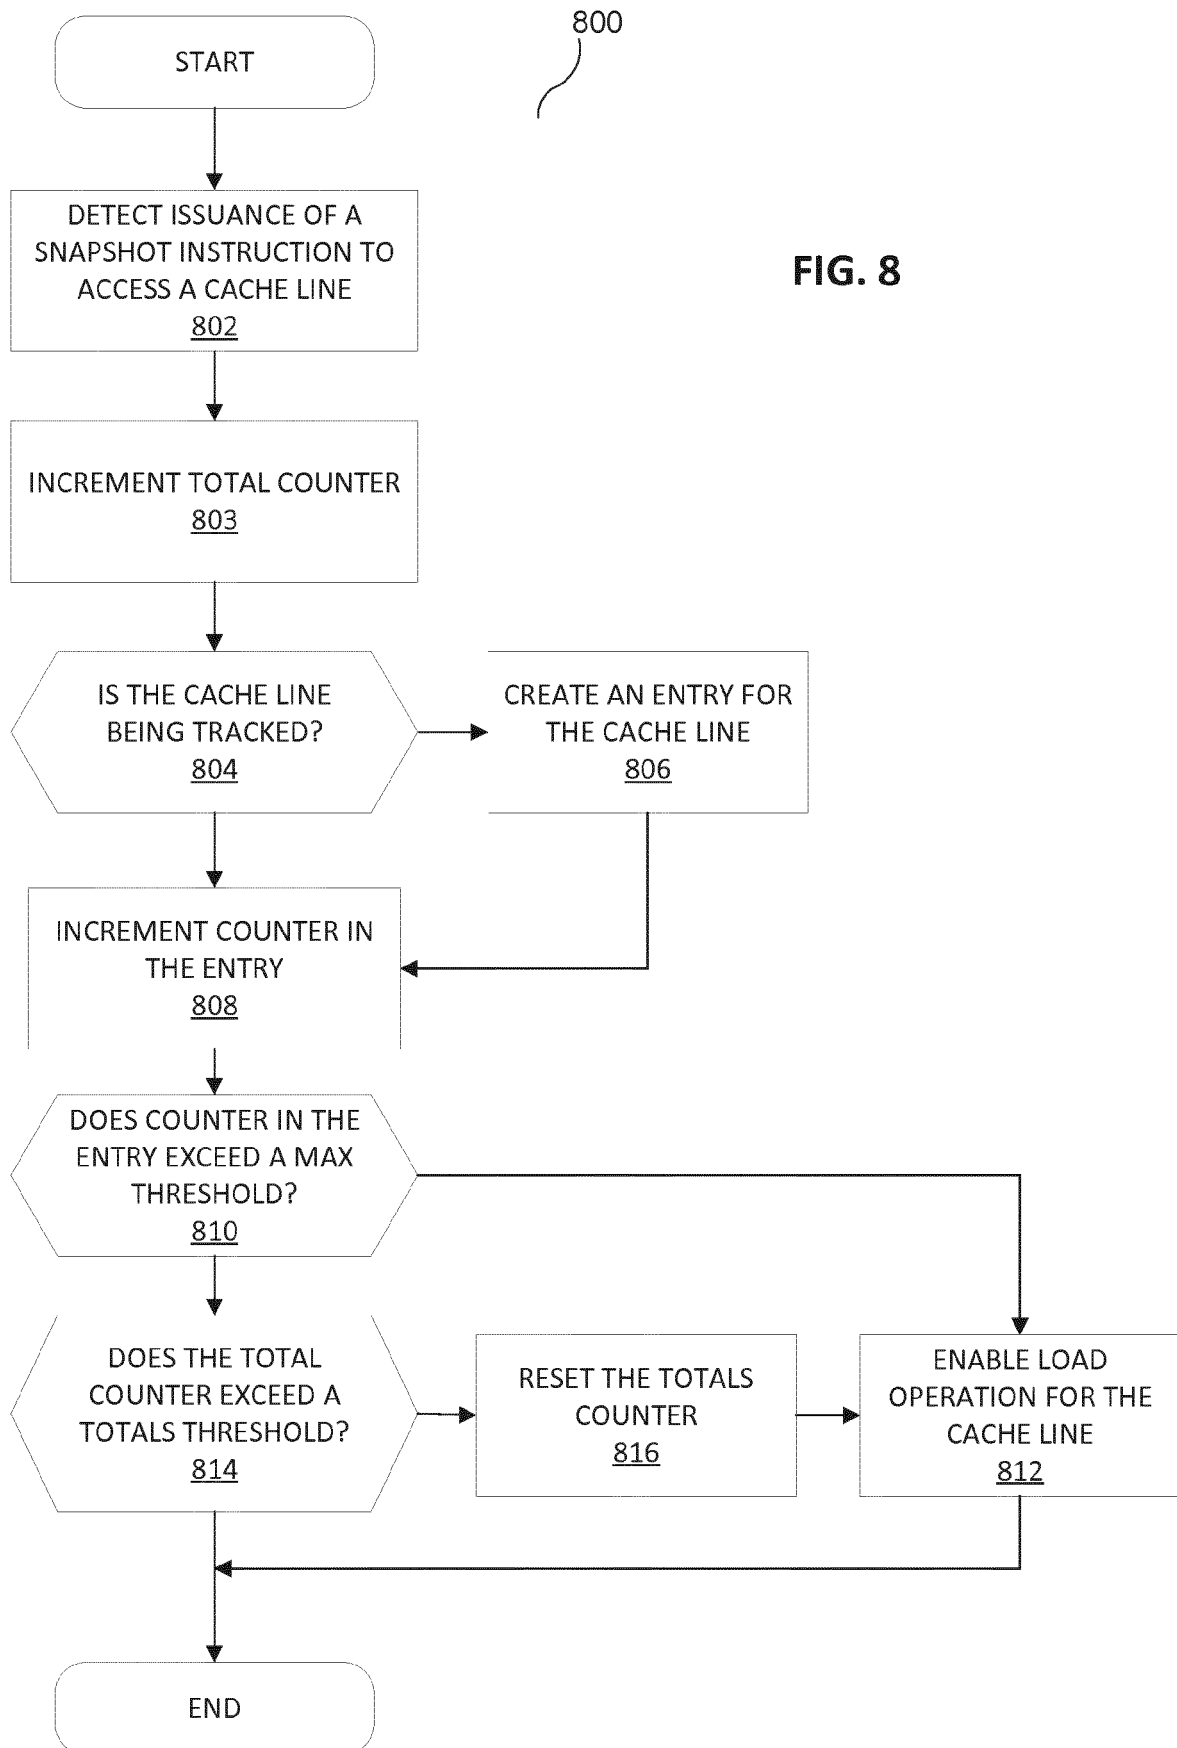 800
START
DETECT ISSUANCE OF A
SNAPSHOT INSTRUCTION TO
ACCESS A CACHE LINE
802
FIG. 8
INCREMENT TOTAL COUNTER
803
IS THE CACHE LINE
BEING TRACKED?
804
CREATE AN ENTRY FOR
THE CACHE LINE
806
INCREMENT COUNTER IN
THE ENTRY
808
DOES COUNTER IN THE
ENTRY EXCEED A MAX
THRESHOLD?
810
DOES THE TOTAL
COUNTER EXCEED A
TOTALS THRESHOLD?
814
RESET THE TOTALS
COUNTER
816
ENABLE LOAD
OPERATION FOR THE
CACHE LINE
812
END